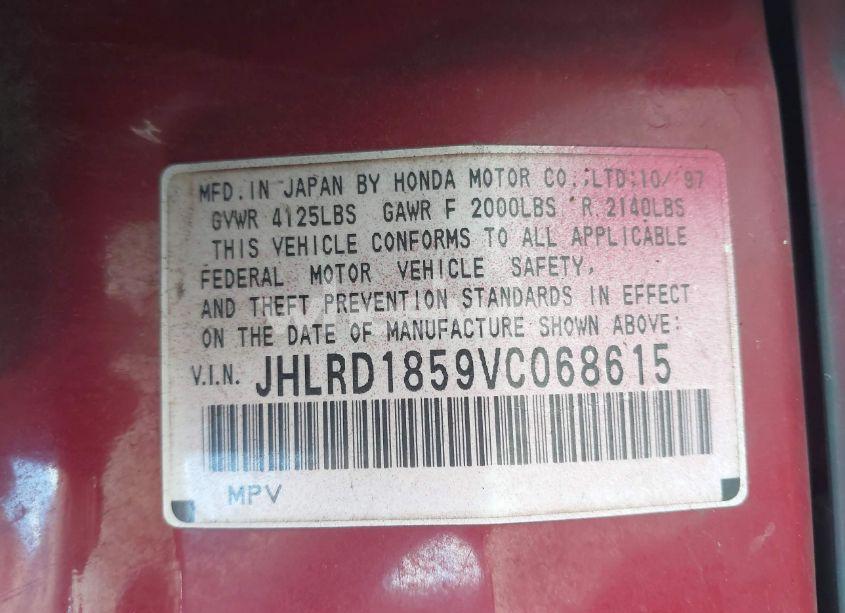 MFD. IN JAPAN BY HONDA MOTOR CO., LTD. 10/ '97
GVWR 4125LBS GAWR F 2000LBS R 2140LBS
THIS VEHICLE CONFORMS TO ALL APPLICABLE
FEDERAL MOTOR VEHICLE SAFETY,
AND THEFT PREVENTION STANDARDS IN EFFECT
ON THE DATE OF MANUFACTURE SHOWN ABOVE:
V.I.N. JHLRD1859VC068615
MPV